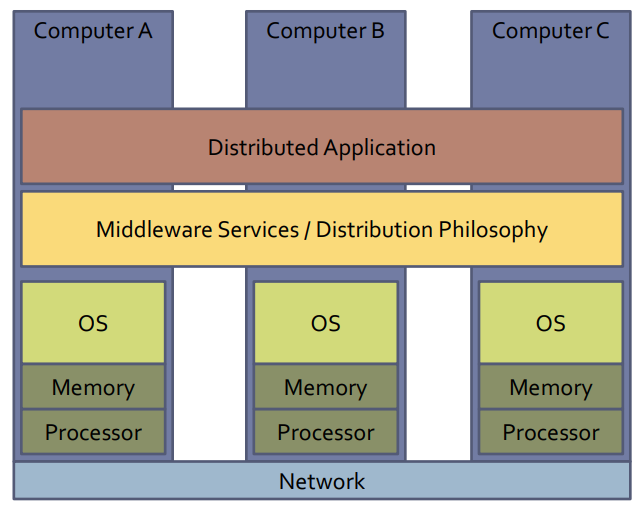 Computer A
Computer B
Computer C
Distributed Application
Middleware Services / Distribution Philosophy
OS
OS
OS
Memory
Memory
Memory
Processor
Processor
Processor
Network